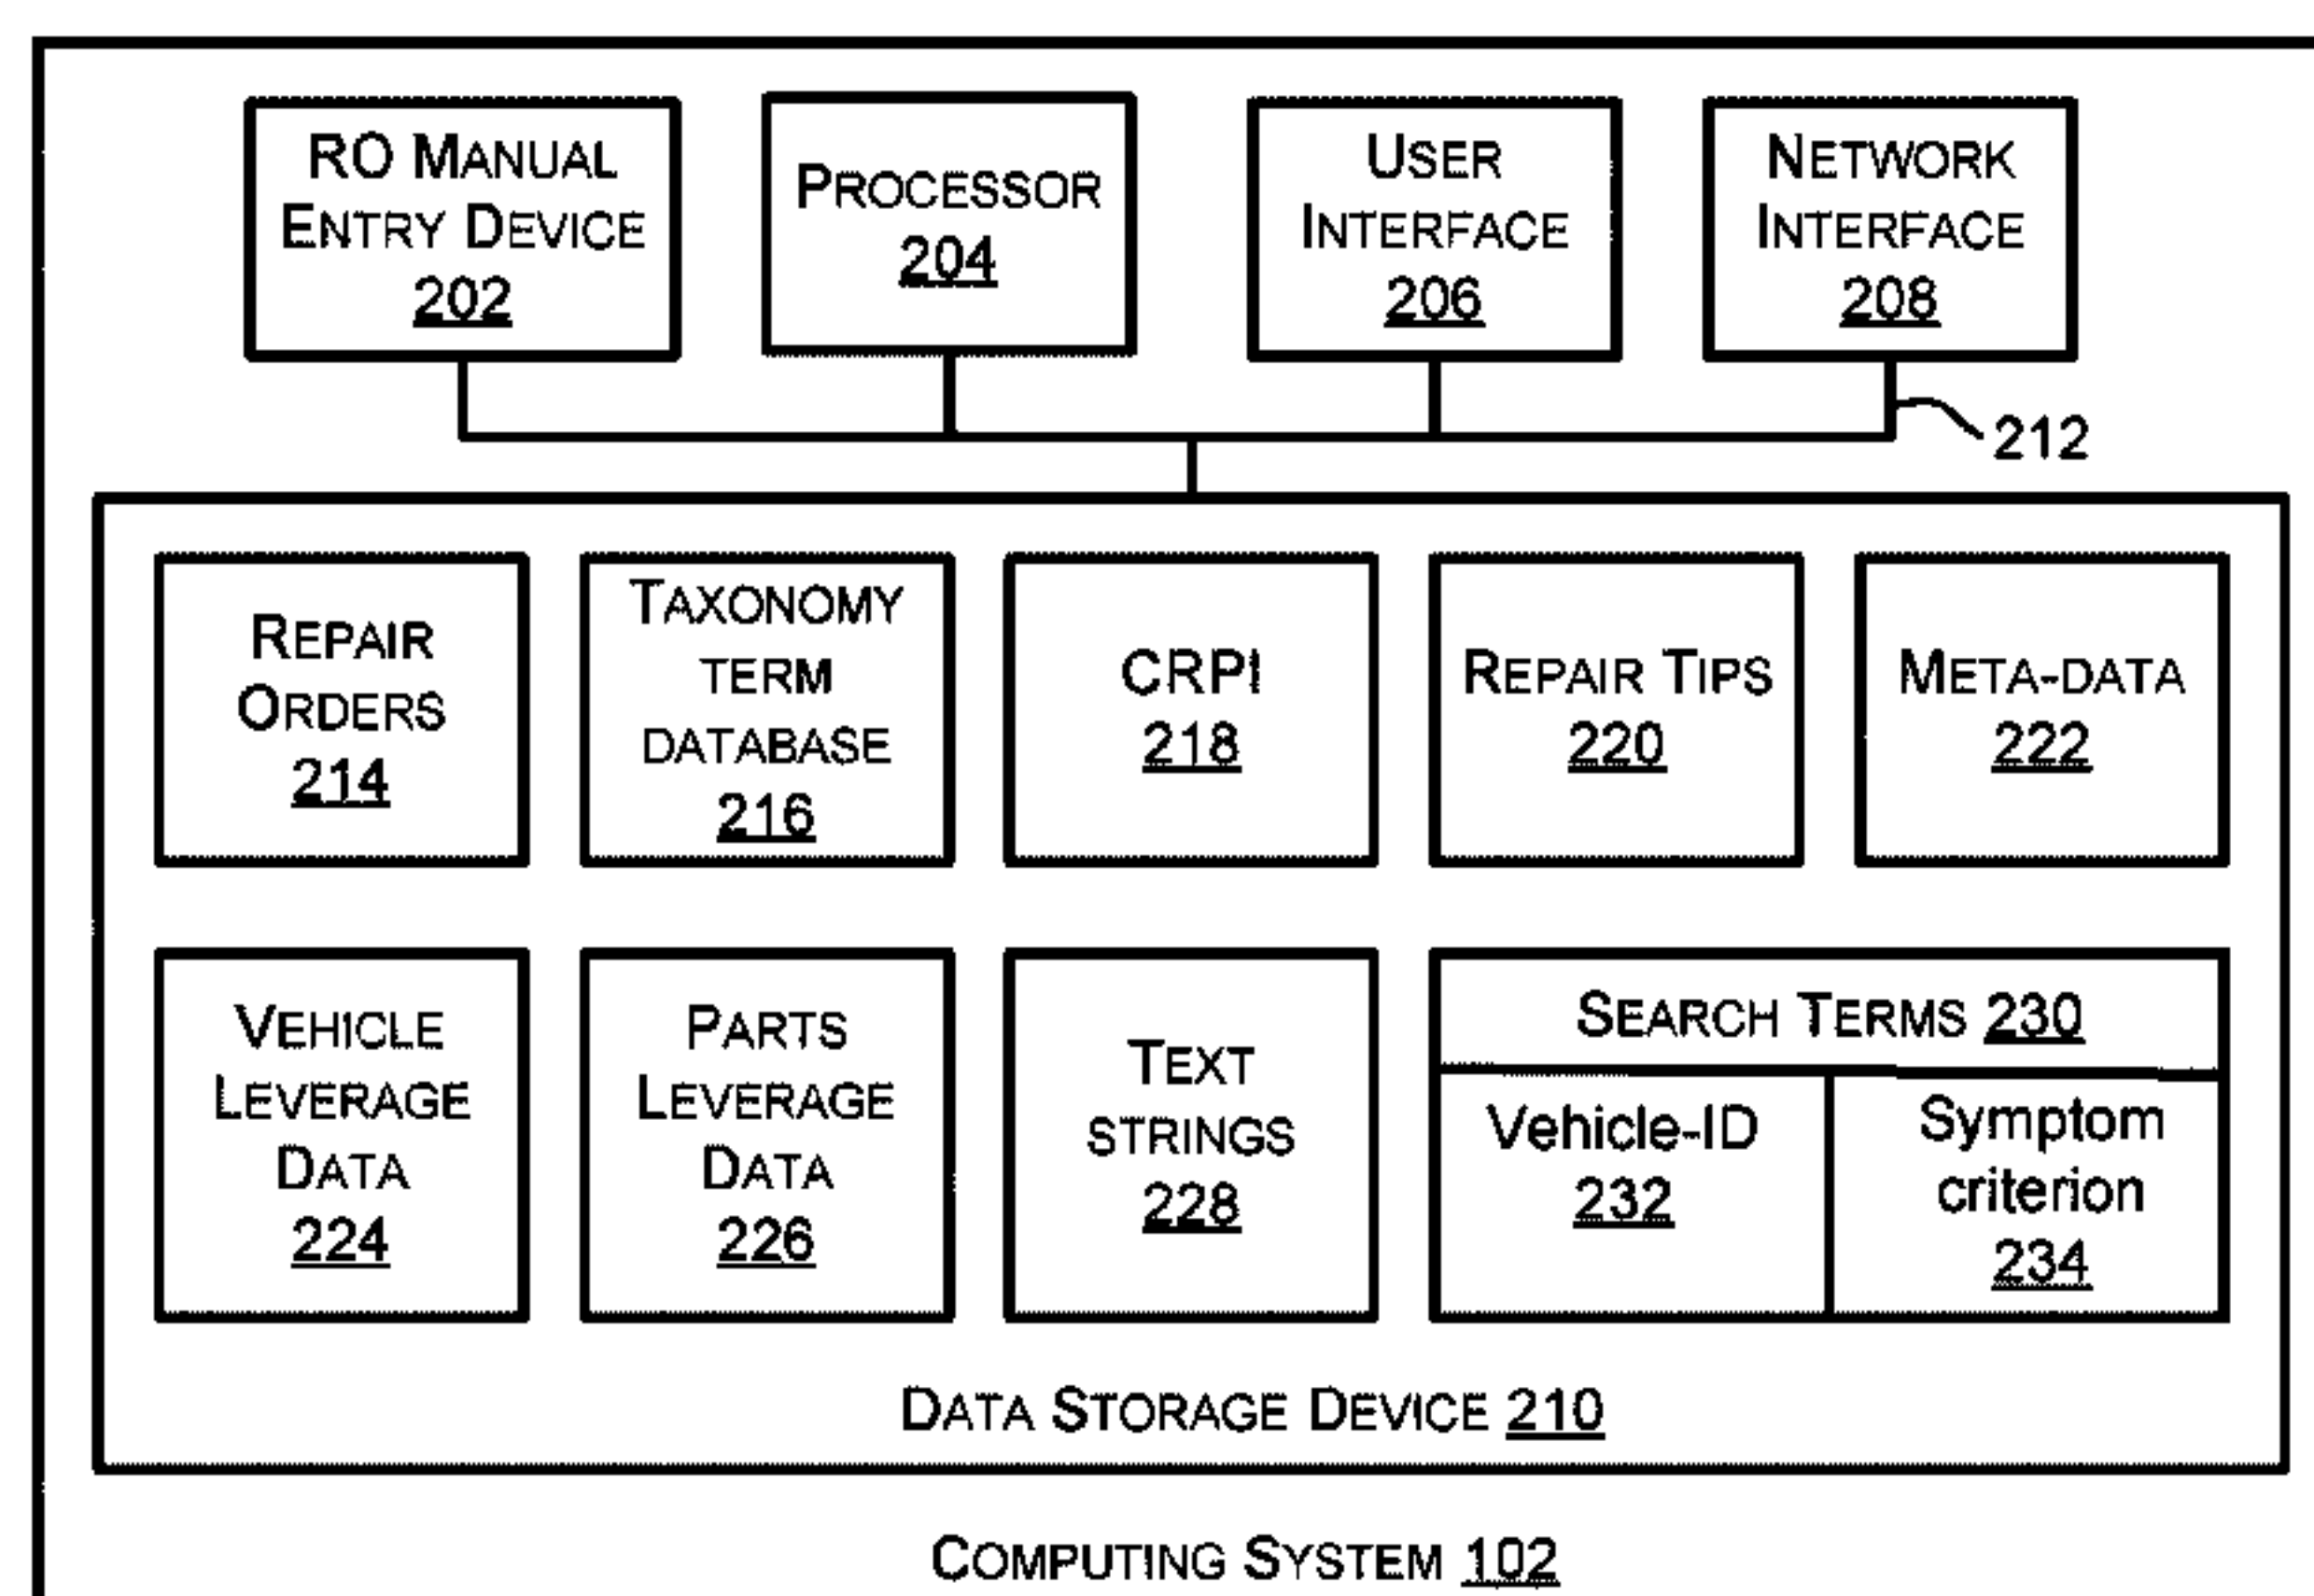 RO MANUAL
ENTRY DEVICE
202
PROCESSOR
204
USER
INTERFACE
206
NETWORK
INTERFACE
208
212
REPAIR
ORDERS
214
TAXONOMY
TERM
DATABASE
216
CRPI
218
REPAIR TIPS
220
META-DATA
222
VEHICLE
LEVERAGE
DATA
224
PARTS
LEVERAGE
DATA
226
TEXT
STRINGS
228
SEARCH TERMS 230
Vehicle-ID
232
Symptom
criterion
234
DATA STORAGE DEVICE 210
COMPUTING SYSTEM 102